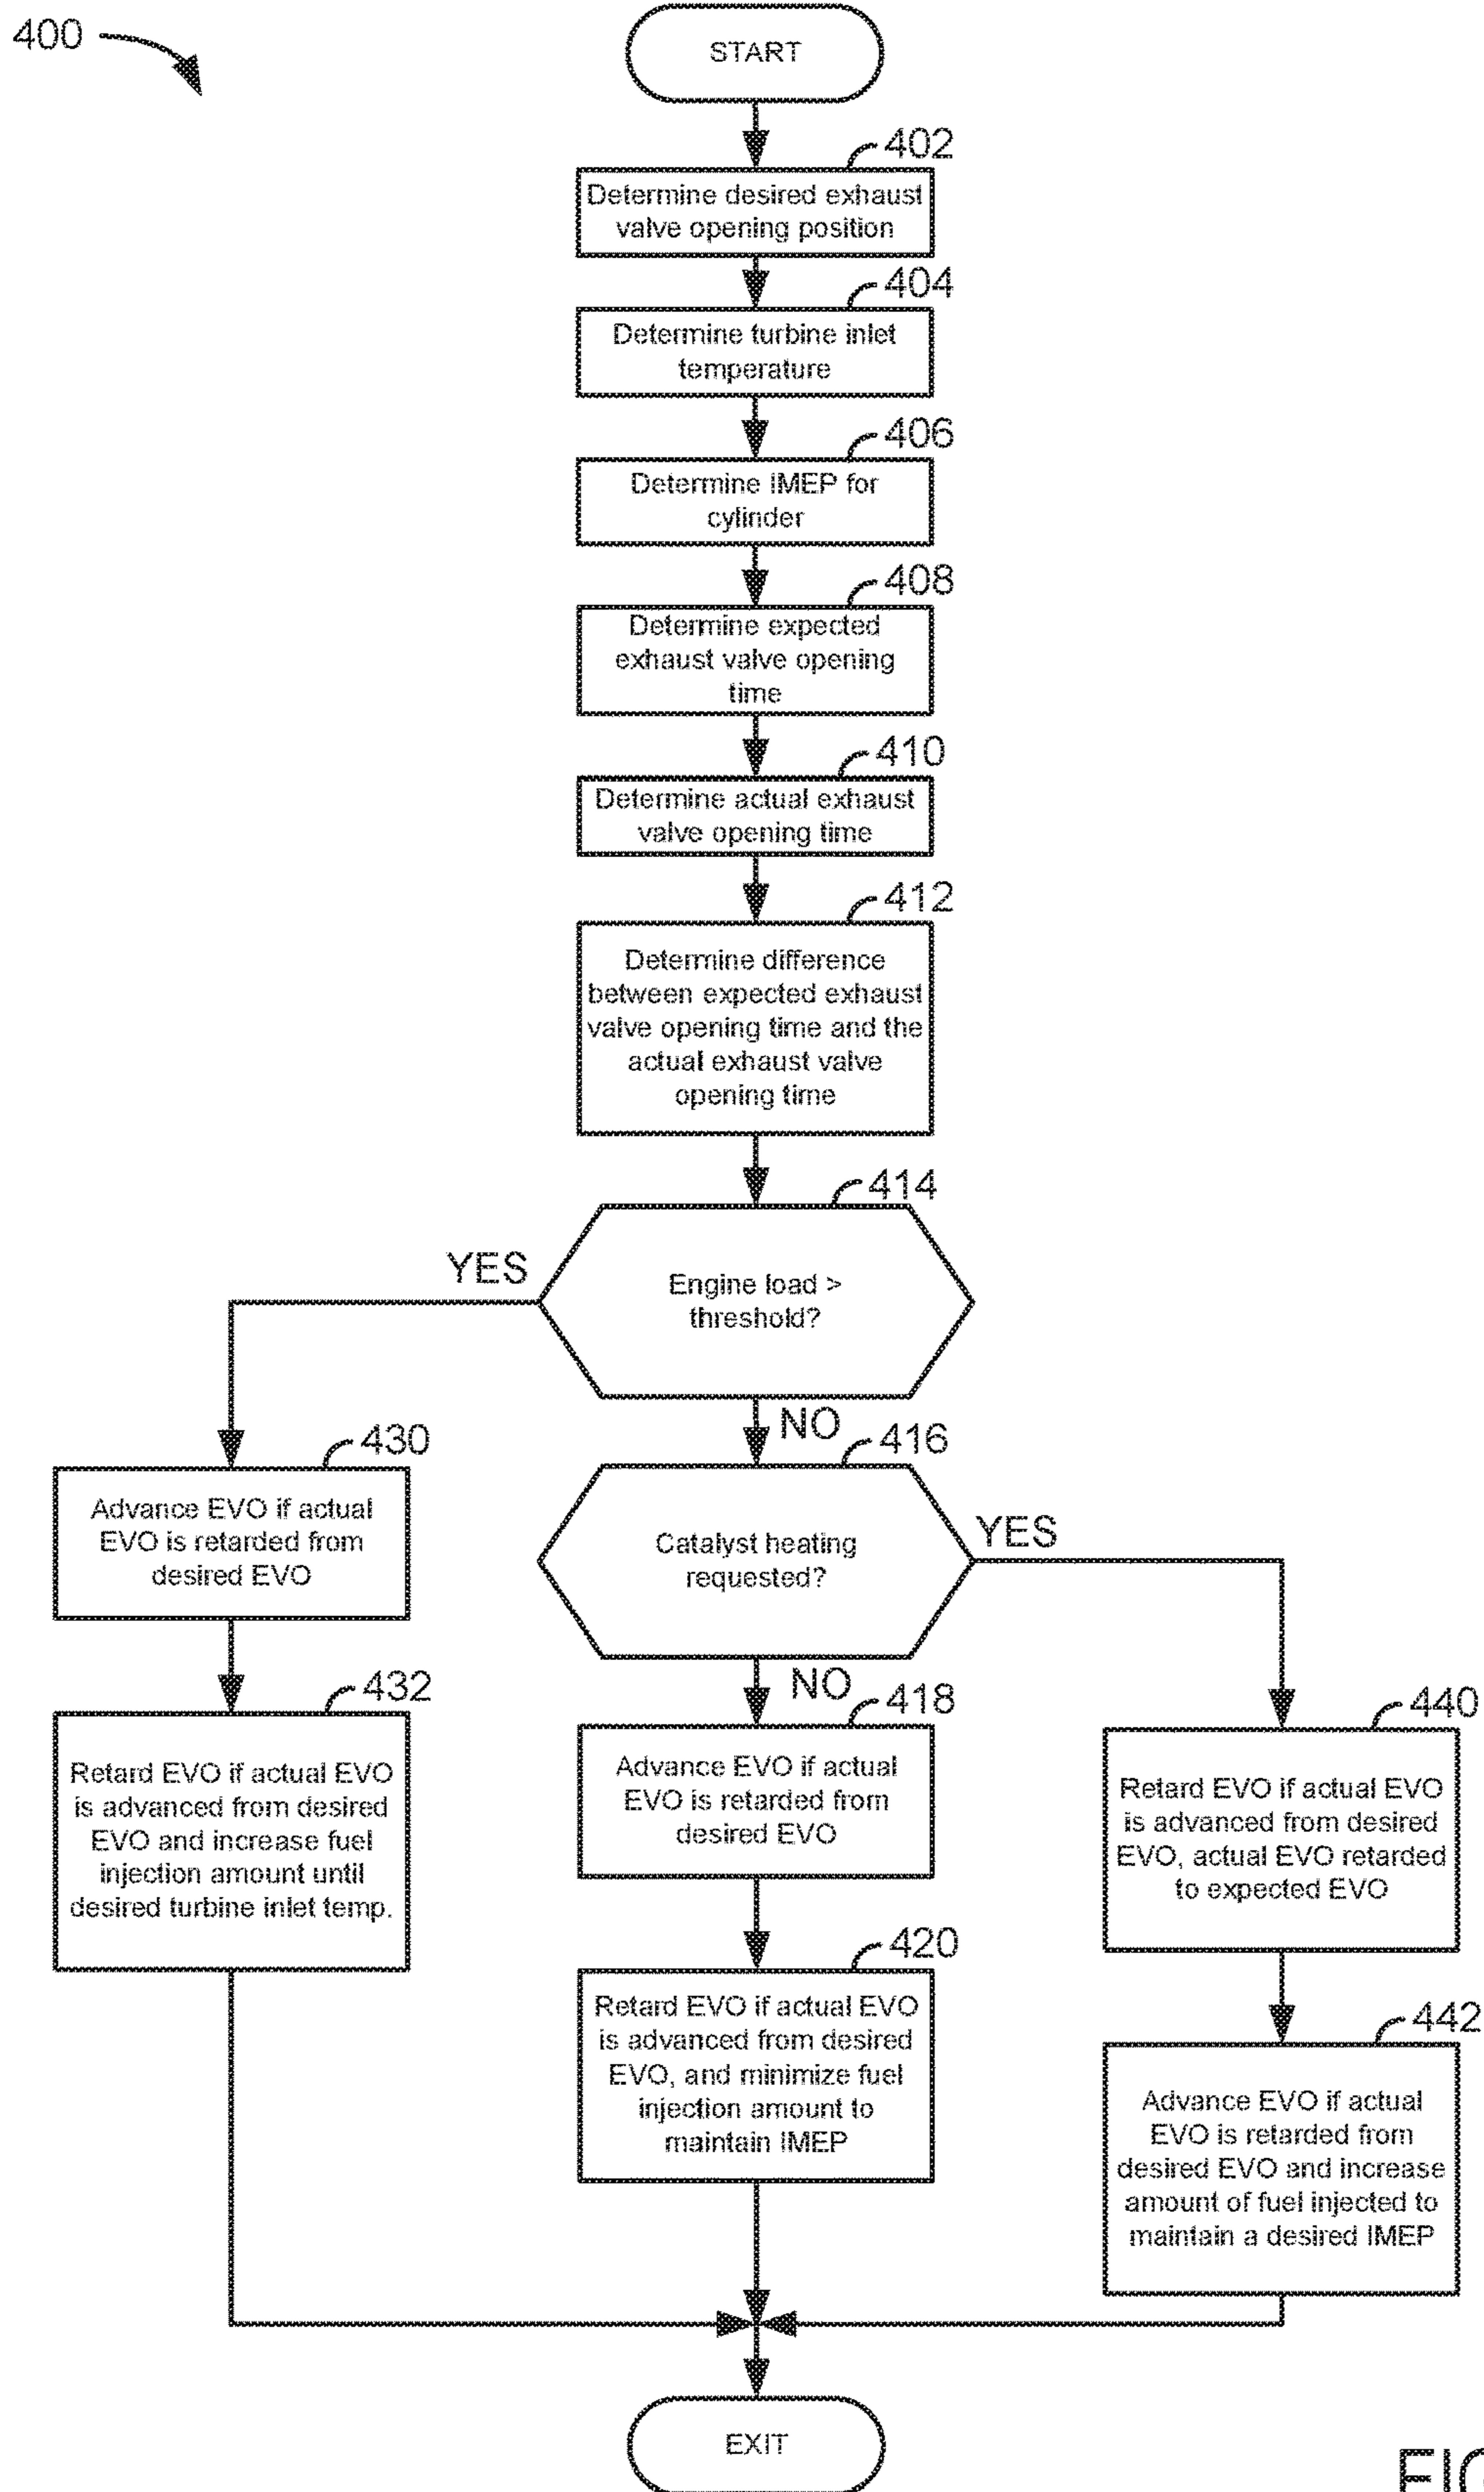 400
START
402
Determine desired exhaust
valve opening position
404
Determine turbine inlet
temperature
406
Determine IMEP for
cylinder
408
Determine expected
exhaust valve opening
time
410
Determine actual exhaust
valve opening time
412
Determine difference
between expected exhaust
valve opening time and the
actual exhaust valve
opening time
414
Engine load >
threshold?
YES
NO
430
Advance EVO if actual
EVO is retarded from
desired EVO
432
Retard EVO if actual EVO
is advanced from desired
EVO and increase fuel
injection amount until
desired turbine inlet temp.
416
Catalyst heating
requested?
YES
NO
418
Advance EVO if actual
EVO is retarded from
desired EVO
420
Retard EVO if actual EVO
is advanced from desired
EVO, and minimize fuel
injection amount to
maintain IMEP
440
Retard EVO if actual EVO
is advanced from desired
EVO, actual EVO retarded
to expected EVO
442
Advance EVO if actual
EVO is retarded from
desired EVO and increase
amount of fuel injected to
maintain a desired IMEP
EXIT